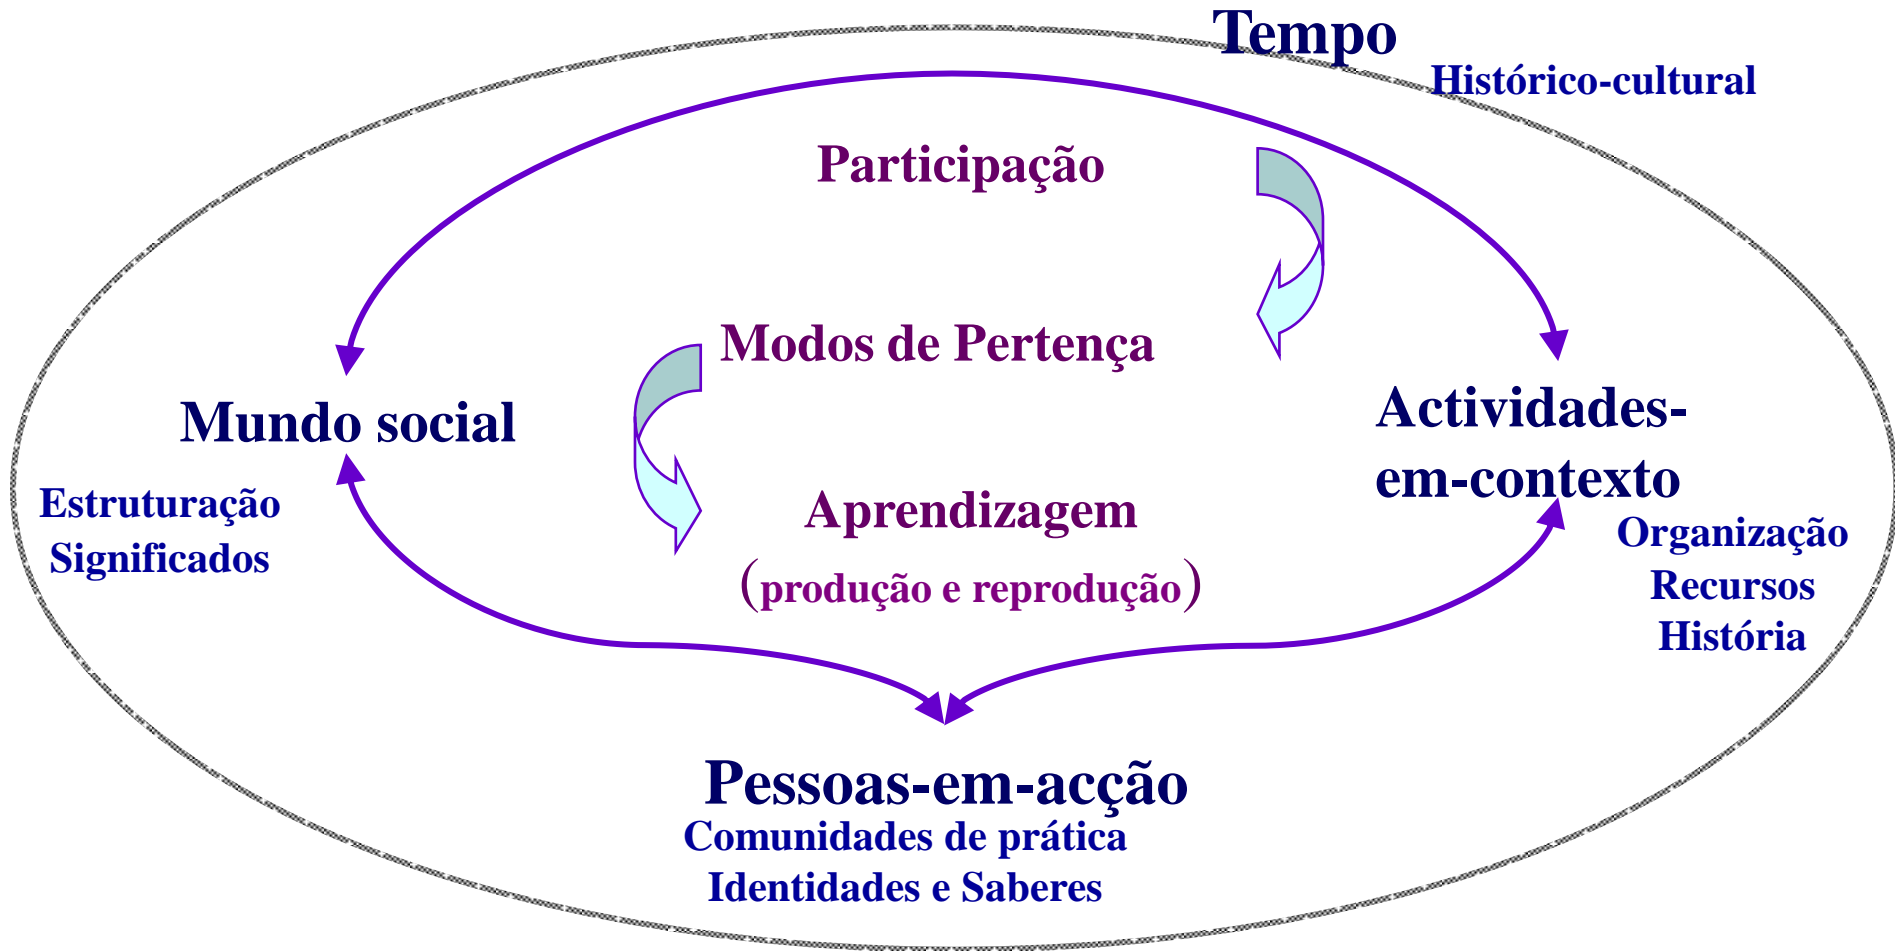 Tempo
Histórico-cultural
Participação
Modos de Pertença
Mundo social
Estruturação
Significados
Actividades-
em-contexto
Organização
Recursos
História
Aprendizagem
(produção e reprodução)
Pessoas-em-acção
Comunidades de prática
Identidades e Saberes